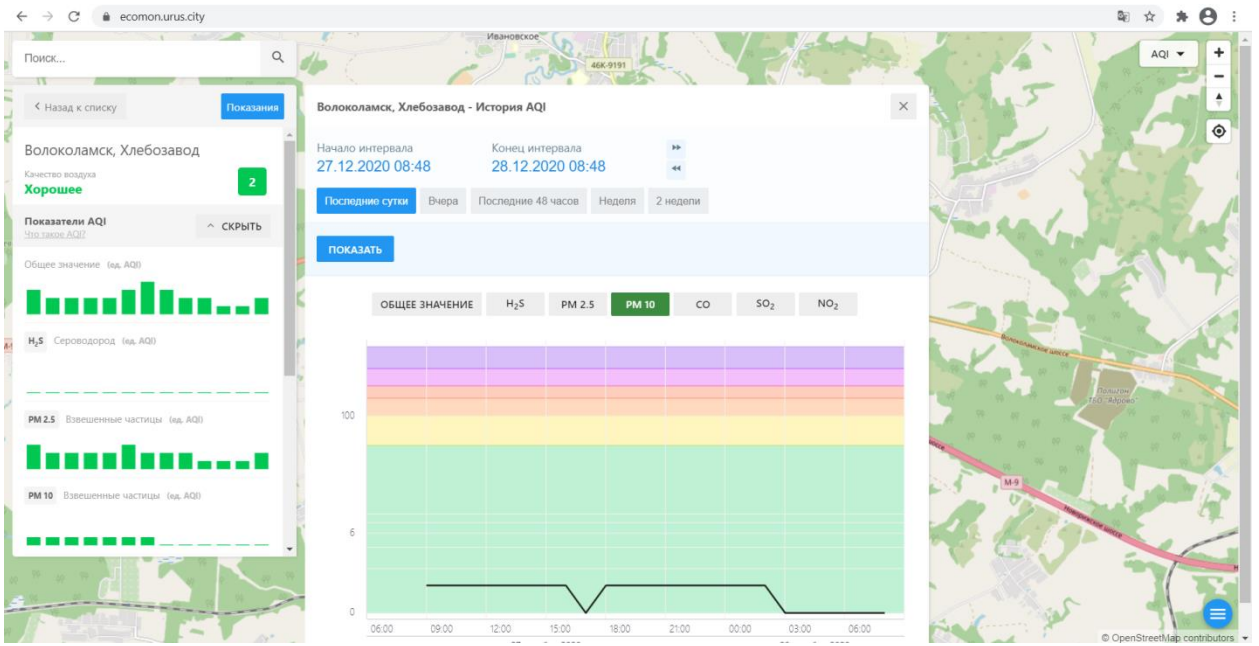 ecomon.urus.city
Поиск...
Назад к списку
Показания
Волоколамск, Хлебозавод
Качество воздуха
Хорошее
2
Показатели AQI
Что такое AQI?
СКРЫТЬ
Общее значение (ед. AQI)
H₂S Сероводород (ед. AQI)
PM 2.5 Взвешенные частицы (ед. AQI)
PM 10 Взвешенные частицы (ед. AQI)
Волоколамск, Хлебозавод - История AQI
Начало интервала
27.12.2020 08:48
Конец интервала
28.12.2020 08:48
Последние сутки
Вчера
Последние 48 часов
Неделя
2 недели
ПОКАЗАТЬ
ОБЩЕЕ ЗНАЧЕНИЕ
H₂S
PM 2.5
PM 10
CO
SO₂
NO₂
100
6
0
06:00
09:00
12:00
15:00
18:00
21:00
00:00
03:00
06:00
Ивановское
46К-9191
AQI
Волоколамское шоссе
Полигон
ТБО "Ядрово"
М-9
Новорижское шоссе
© OpenStreetMap contributors